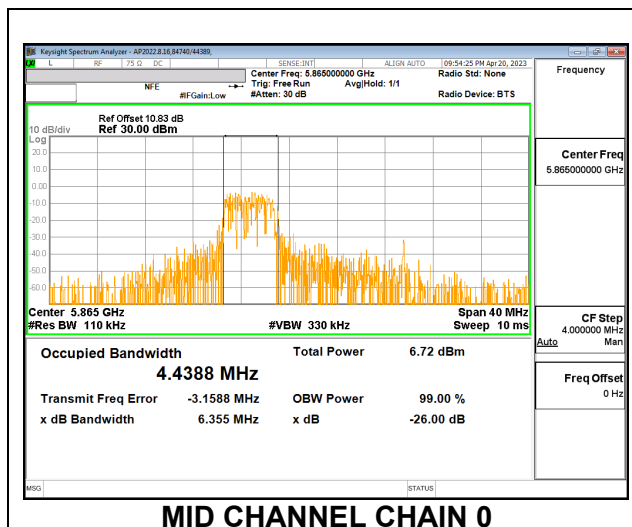 Keysight Spectrum Analyzer - AP2022.8.16,84740/44389,
L RF 75 Ω DC SENSE:INT ALIGN AUTO 09:54:25 PM Apr 20, 2023
Center Freq: 5.865000000 GHz Radio Std: None
NFE Trig: Free Run Avg|Hold: 1/1
#IFGain:Low #Atten: 30 dB Radio Device: BTS
Frequency
Ref Offset 10.83 dB
10 dB/div Ref 30.00 dBm
Log
20.0
10.0
0.00
-10.0
-20.0
-30.0
-40.0
-50.0
-60.0
Center 5.865 GHz Span 40 MHz
#Res BW 110 kHz #VBW 330 kHz Sweep 10 ms
Center Freq
5.865000000 GHz
CF Step
4.000000 MHz
Auto Man
Freq Offset
0 Hz
Occupied Bandwidth Total Power 6.72 dBm
4.4388 MHz
Transmit Freq Error -3.1588 MHz OBW Power 99.00 %
x dB Bandwidth 6.355 MHz x dB -26.00 dB
MSG STATUS
MID CHANNEL CHAIN 0